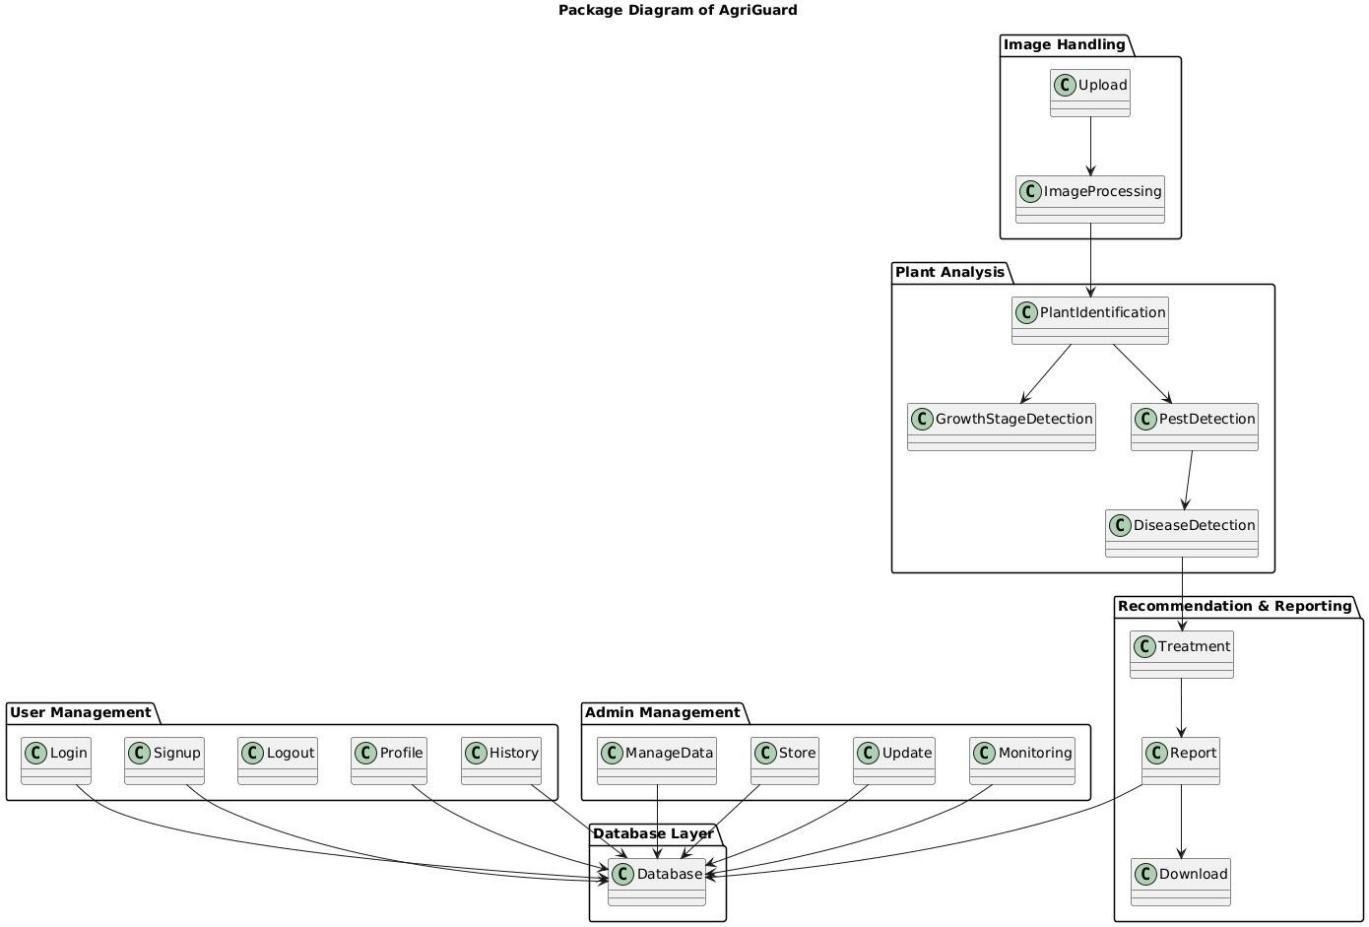 Package Diagram of AgriGuard
Image Handling
C Upload
C ImageProcessing
Plant Analysis
C PlantIdentification
C GrowthStageDetection
C PestDetection
C DiseaseDetection
Recommendation & Reporting
C Treatment
User Management
Admin Management
C Login
C Signup
C Logout
C Profile
C History
C ManageData
C Store
C Update
C Monitoring
C Report
Database Layer
C Database
C Download